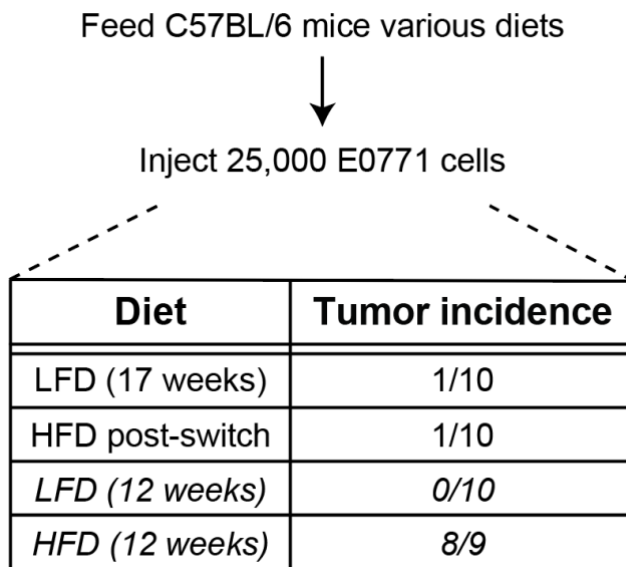 Feed C57BL/6 mice various diets
Inject 25,000 E0771 cells
Diet Tumor incidence
LFD (17 weeks) 1/10
HFD post-switch 1/10
LFD (12 weeks) 0/10
HFD (12 weeks) 8/9